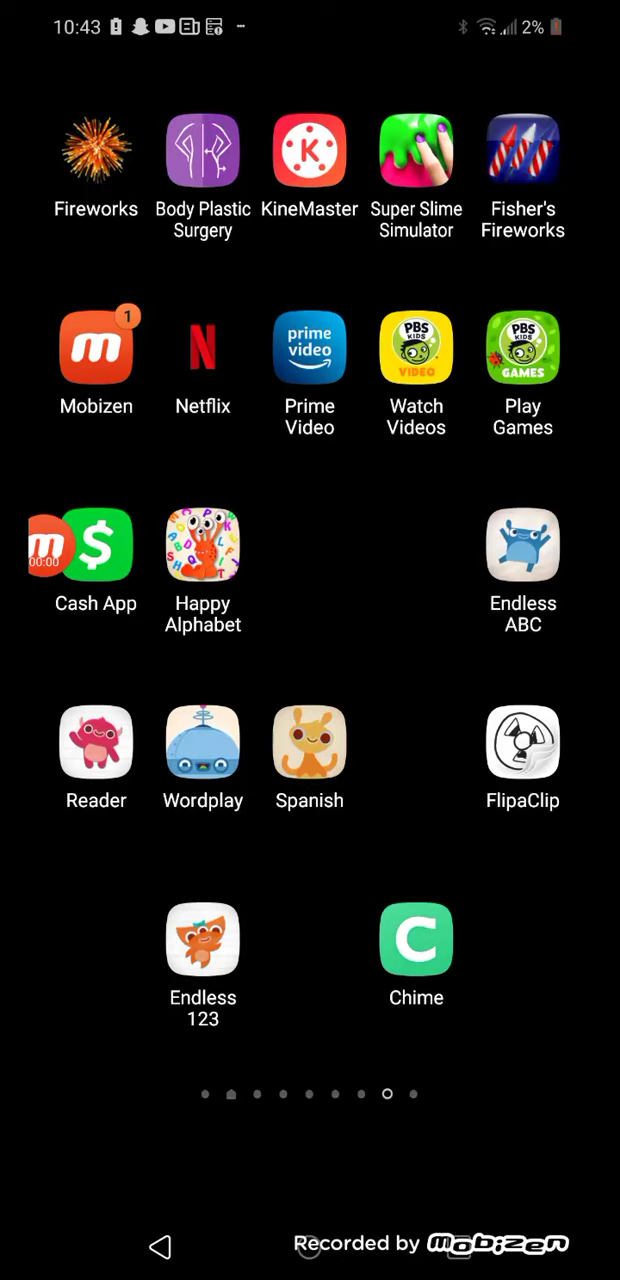 10:43
2%
Fireworks
Body Plastic
Surgery
K
KineMaster
Super Slime
Simulator
Fisher's
Fireworks
m
1
Mobizen
N
Netflix
prime
video
Prime
Video
PBS
KIDS
VIDEO
Watch
Videos
PBS
KIDS
GAMES
Play
Games
m
00:00
$
Cash App
Happy
Alphabet
Endless
ABC
Reader
Wordplay
Spanish
FlipaClip
Endless
123
C
Chime
Recorded by Mobizen